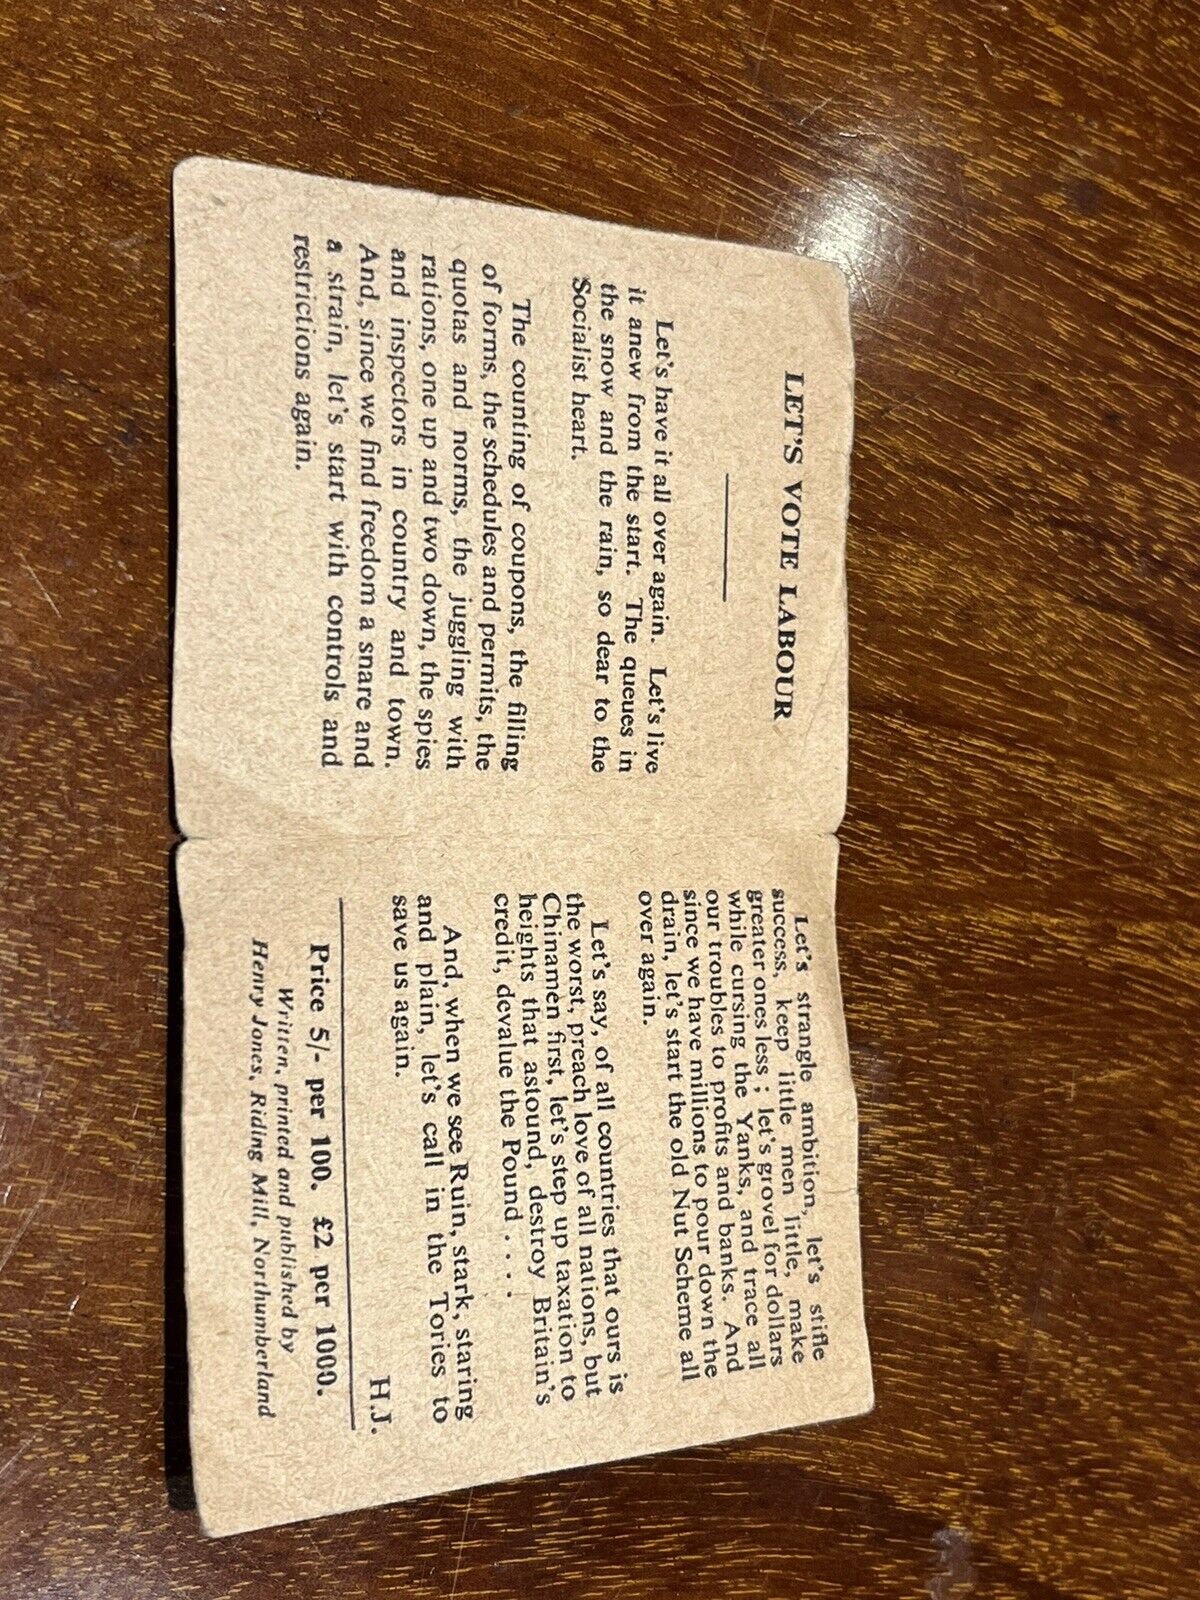 LET'S VOTE LABOUR
Let's have it all over again. Let's live
it anew from the start. The queues in
the snow and the rain, so dear to the
Socialist heart.
The counting of coupons, the filling
of forms, the schedules and permits, the
quotas and norms, the juggling with
rations, one up and two down, the spies
and inspectors in country and town.
And, since we find freedom a snare and
a strain, let's start with controls and
restrictions again.
Let's strangle ambition, let's stifle
success, keep little men little, make
greater ones less; let's grovel for dollars
while cursing the Yanks, and trace all
our troubles to profits and banks. And
since we have millions to pour down the
drain, let's start the old Nut Scheme all
over again.
Let's say, of all countries that ours is
the worst, preach love of all nations, but
Chinamen first, let's step up taxation to
heights that astound, destroy Britain's
credit, devalue the Pound . . . .
And, when we see Ruin, stark, staring
and plain, let's call in the Tories to
save us again.
H.J.
Price 5/- per 100. £2 per 1000.
Written, printed and published by
Henry Jones, Riding Mill, Northumberland